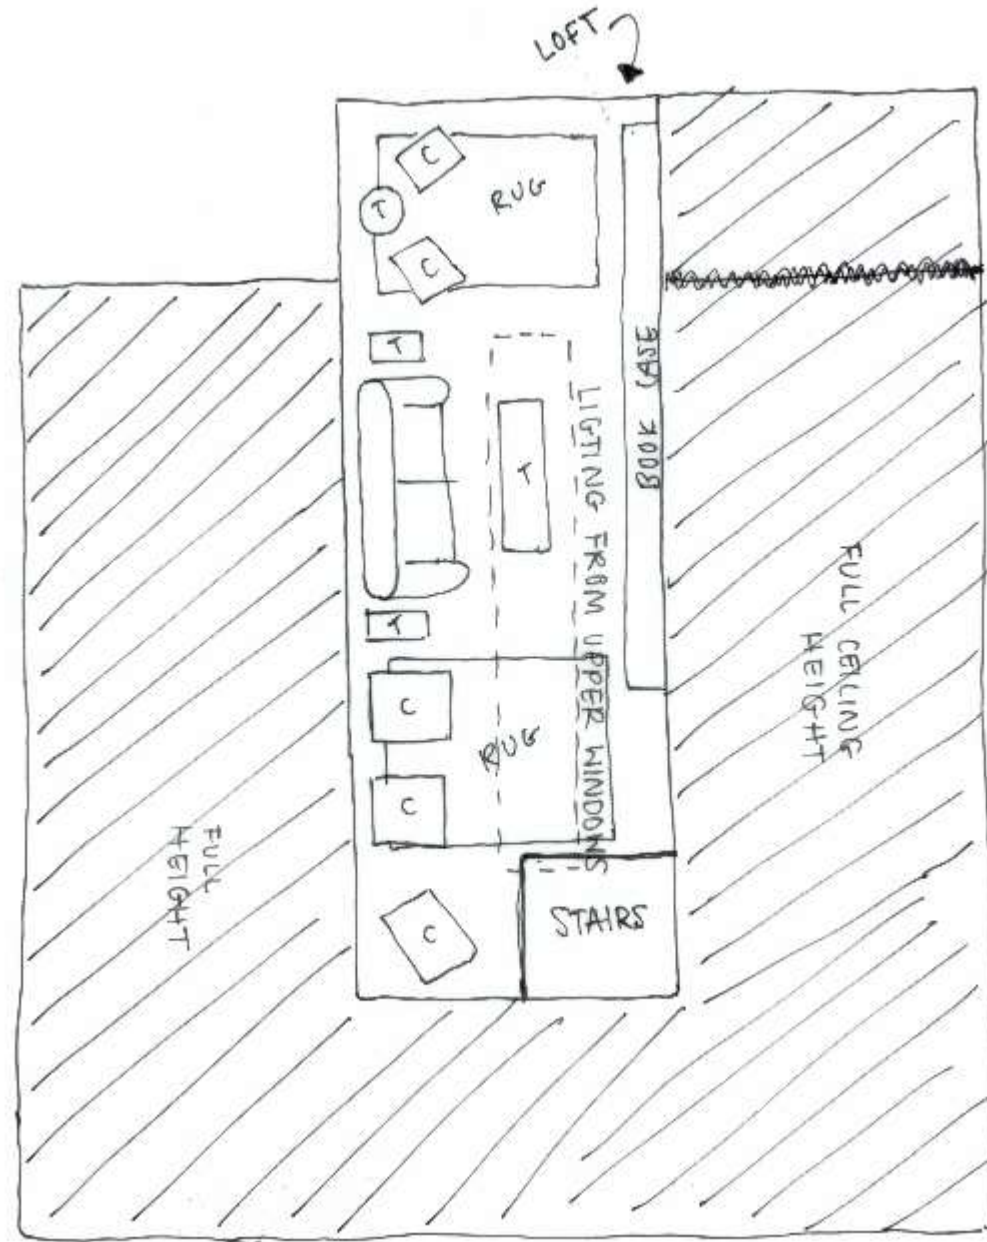 LOFT
C
RUG
T
C
T
BOOK CASE
LIGTING FROM UPPER WINDOWS
T
T
FULL CEILING
HEIGHT
C
RUG
C
FULL
HEIGHT
C
STAIRS